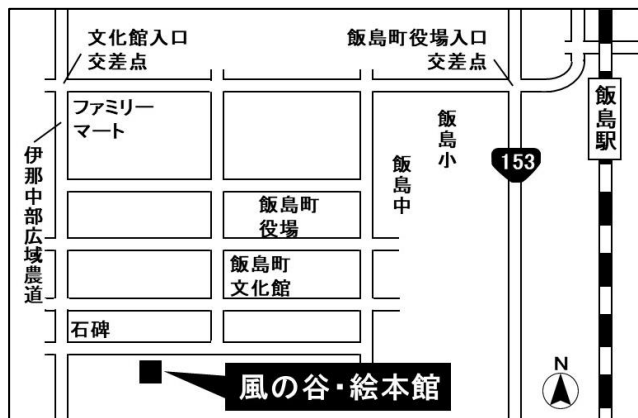 文化館入口
交差点
飯島町役場入口
交差点
ファミリー
マート
飯島小
飯島駅
153
飯島中
伊那中部広域農道
飯島町
役場
飯島町
文化館
石碑
風の谷・絵本館
N